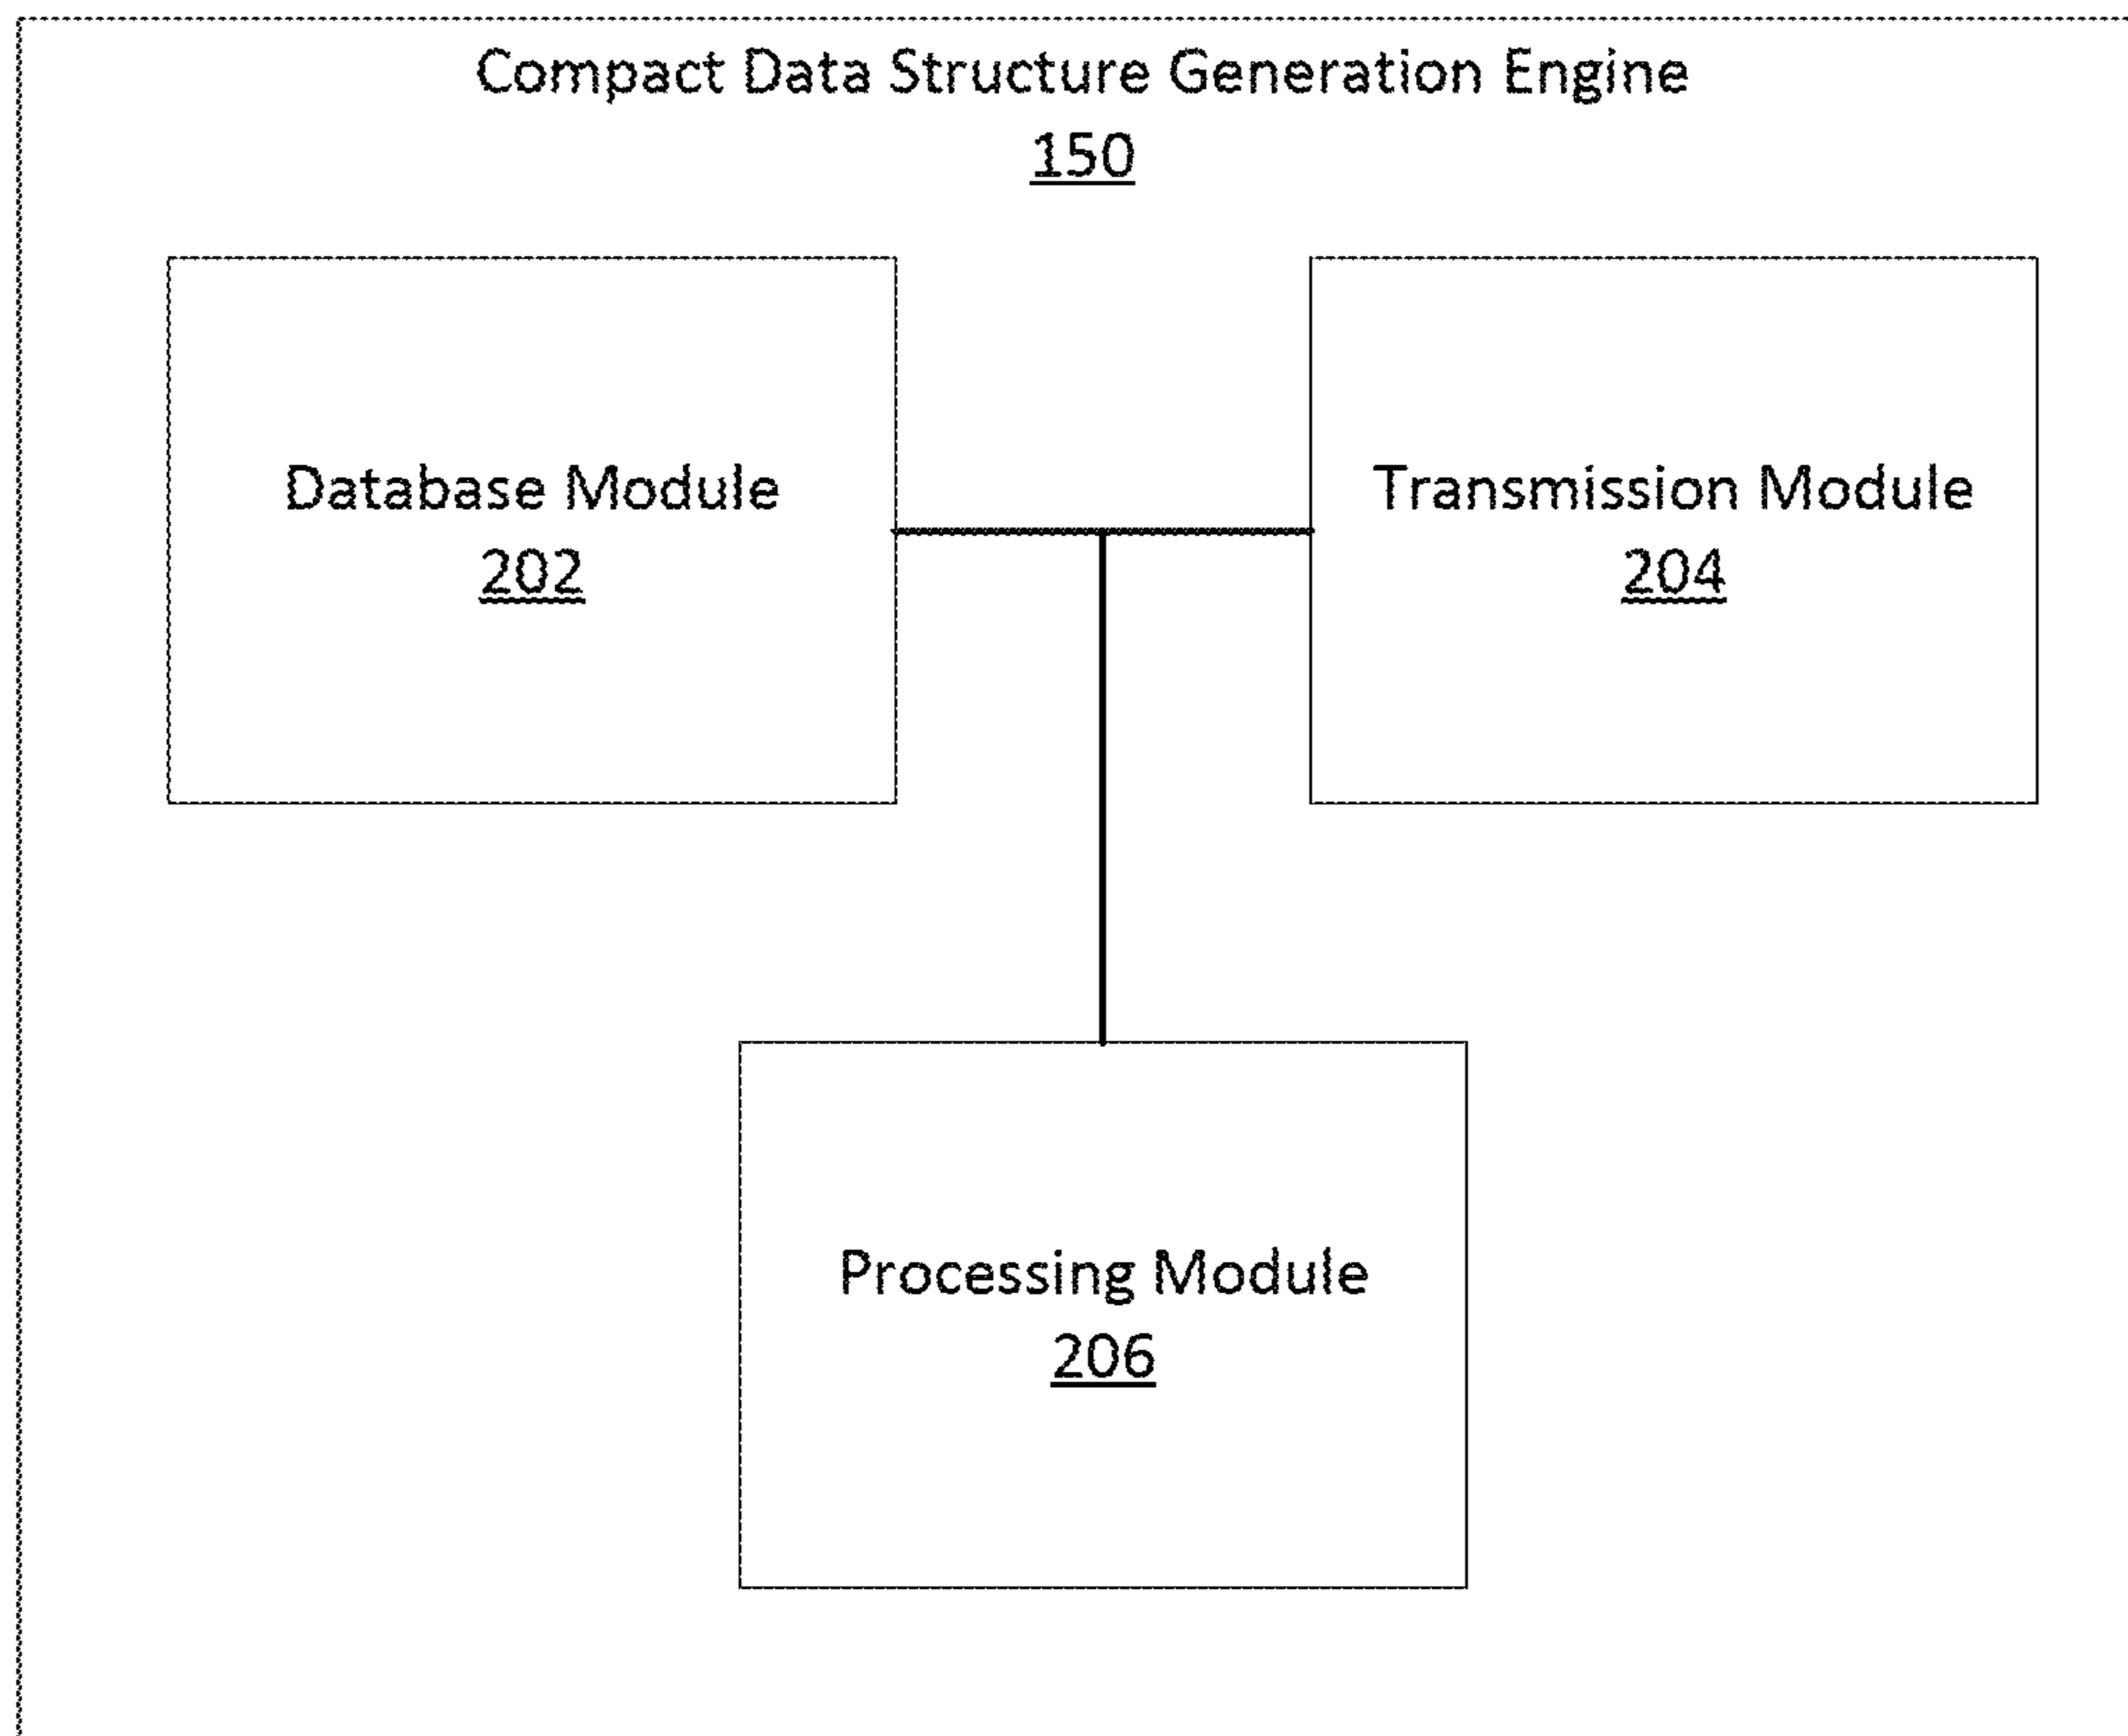 Compact Data Structure Generation Engine
150
Database Module
202
Transmission Module
204
Processing Module
206